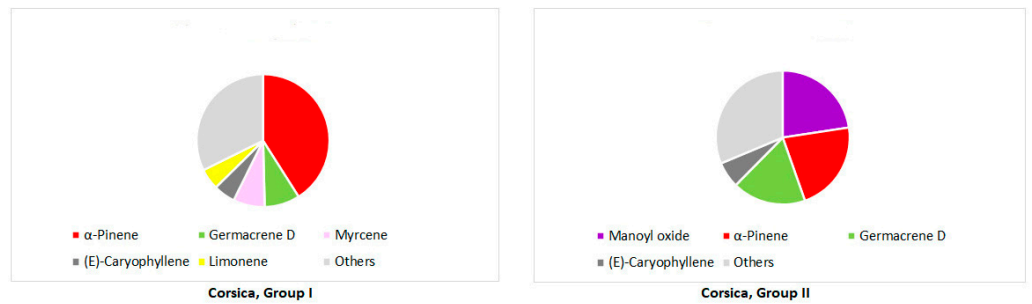 α-Pinene
Germacrene D
Myrcene
(E)-Caryophyllene
Limonene
Others
Corsica, Group I
Manoyl oxide
α-Pinene
Germacrene D
(E)-Caryophyllene
Others
Corsica, Group II